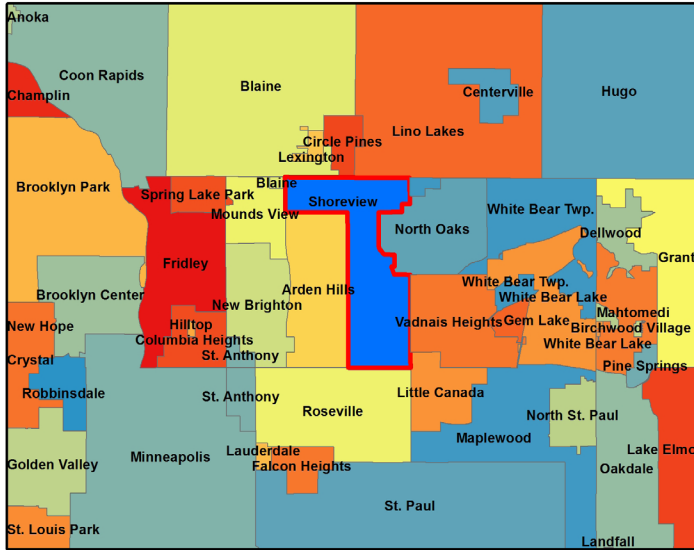 Anoka
Coon Rapids
Blaine
Centerville
Hugo
Champlin
Lino Lakes
Circle Pines
Lexington
Brooklyn Park
Spring Lake Park
Blaine
Shoreview
Mounds View
White Bear Twp.
North Oaks
Dellwood
Grant
Fridley
White Bear Twp.
Brooklyn Center
Arden Hills
White Bear Lake
New Brighton
Mahtomedi
New Hope
Hilltop
Vadnais Heights
Gem Lake
Birchwood Village
Columbia Heights
White Bear Lake
Crystal
St. Anthony
Pine Springs
Robbinsdale
St. Anthony
Little Canada
Roseville
North St. Paul
Maplewood
Lauderdale
Lake Elmo
Minneapolis
Golden Valley
Falcon Heights
Oakdale
St. Paul
St. Louis Park
Landfall